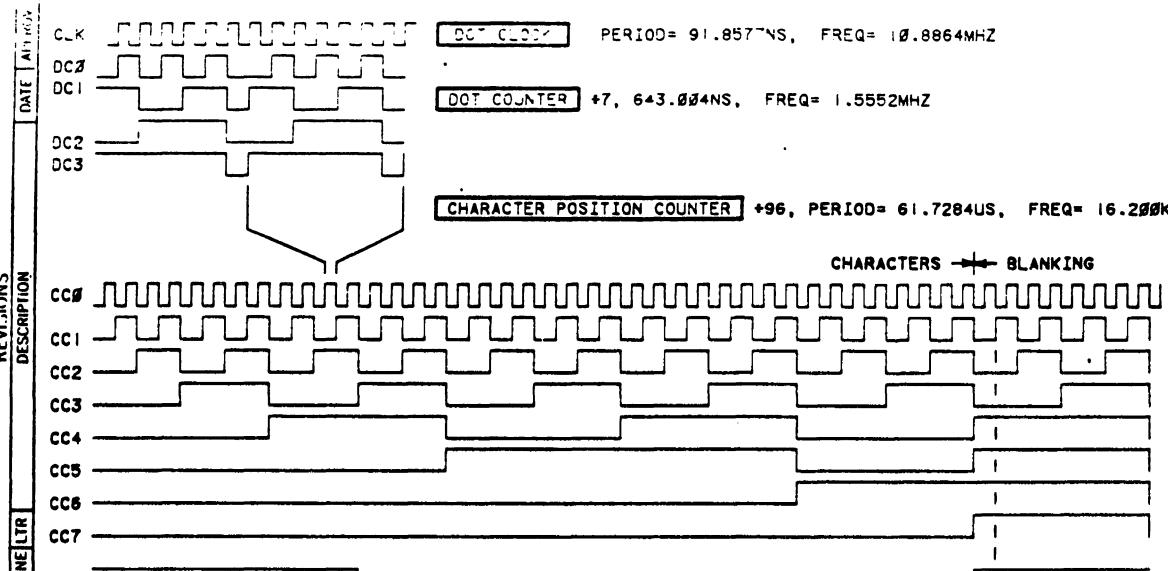 CLK
DOT CLOCK PERIOD= 91.857 NS, FREQ= 10.8864MHZ
DC0
DC1
DOT COUNTER ÷7, 643.004NS, FREQ= 1.5552MHZ
DC2
DC3
CHARACTER POSITION COUNTER ÷96, PERIOD= 61.7284US, FREQ= 16.200K
CHARACTERS BLANKING
CC0
CC1
CC2
CC3
CC4
CC5
CC6
CC7
DATE
REVISIONS
DESCRIPTION
LTR
NE